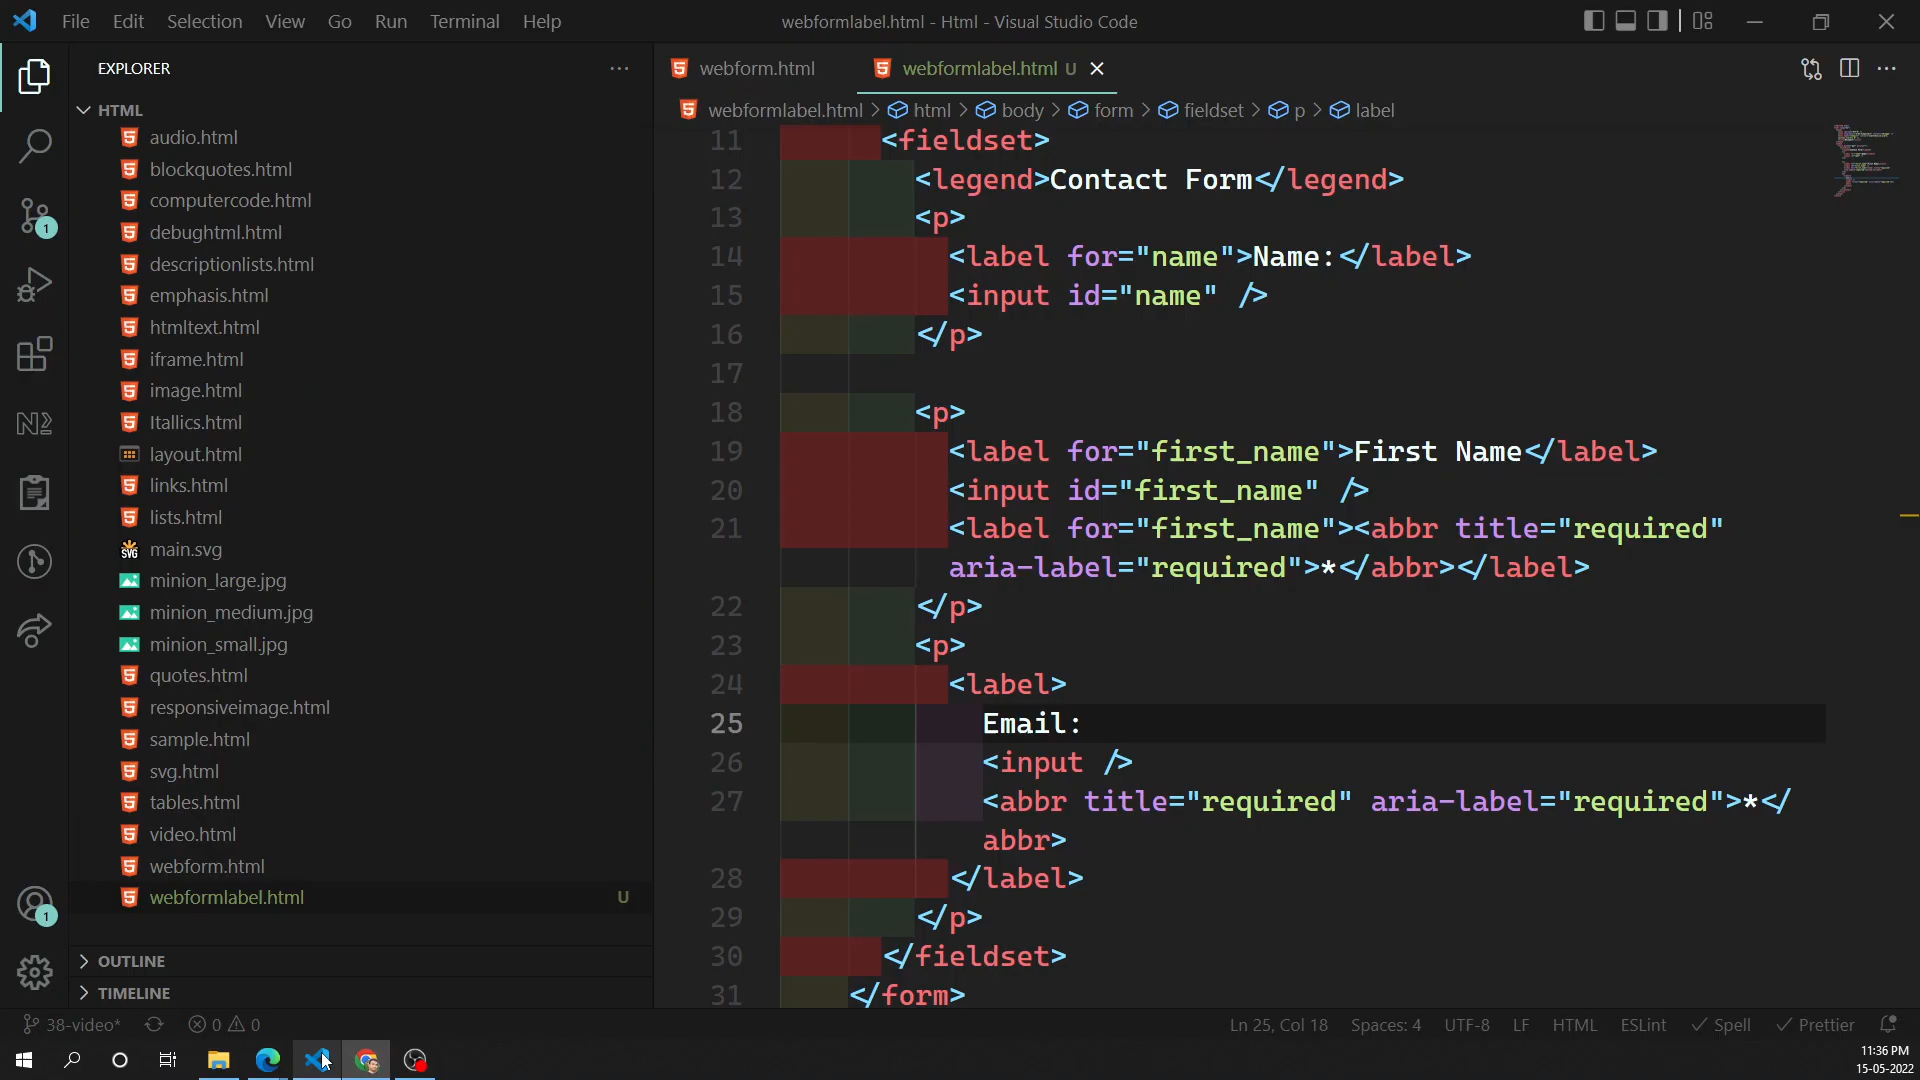 File Edit Selection View Go Run Terminal Help
webformlabel.html - Html - Visual Studio Code
EXPLORER
HTML
audio.html
blockquotes.html
computercode.html
debughtml.html
descriptionlists.html
emphasis.html
htmltext.html
iframe.html
image.html
Itallics.html
layout.html
links.html
lists.html
main.svg
minion_large.jpg
minion_medium.jpg
minion_small.jpg
quotes.html
responsiveimage.html
sample.html
svg.html
tables.html
video.html
webform.html
webformlabel.html U
OUTLINE
TIMELINE
1
1
webform.html webformlabel.html U
webformlabel.html > html > body > form > fieldset > p > label
11 <fieldset>
12 <legend>Contact Form</legend>
13 <p>
14 <label for="name">Name:</label>
15 <input id="name" />
16 </p>
17
18 <p>
19 <label for="first_name">First Name</label>
20 <input id="first_name" />
21 <label for="first_name"><abbr title="required"
aria-label="required">*</abbr></label>
22 </p>
23 <p>
24 <label>
25 Email:
26 <input />
27 <abbr title="required" aria-label="required">*</
abbr>
28 </label>
29 </p>
30 </fieldset>
31 </form>
38-video* 0 0 Ln 25, Col 18 Spaces: 4 UTF-8 LF HTML ESLint Spell Prettier
11:36 PM
15-05-2022